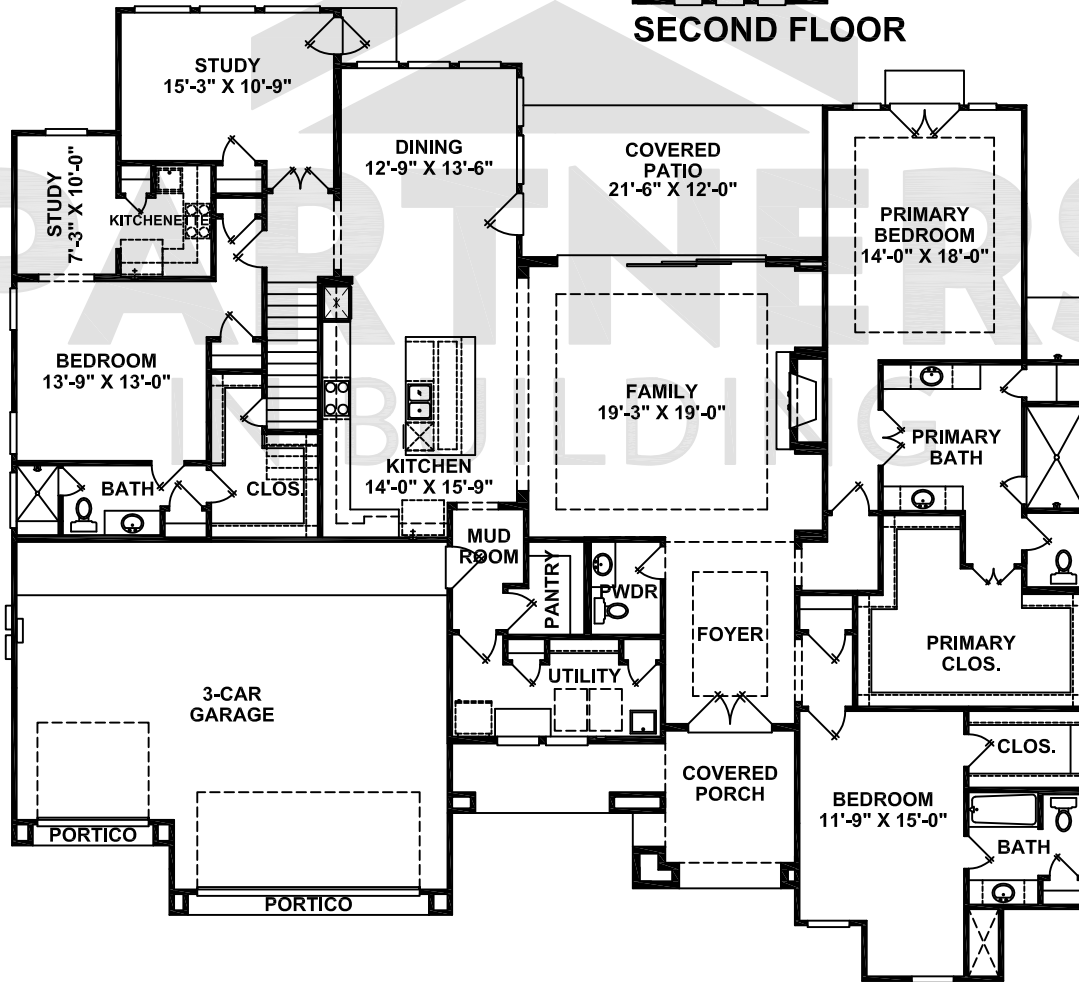 SECOND FLOOR
STUDY
15'-3" X 10'-9"
DINING
12'-9" X 13'-6"
COVERED
PATIO
21'-6" X 12'-0"
STUDY
7'-3" X 10'-0"
KITCHENETTE
PRIMARY
BEDROOM
14'-0" X 18'-0"
PARTNERS
IN BUILDING
BEDROOM
13'-9" X 13'-0"
FAMILY
19'-3" X 19'-0"
PRIMARY
BATH
KITCHEN
14'-0" X 15'-9"
BATH
CLOS.
MUD
ROOM
PANTRY
PWDR
FOYER
PRIMARY
CLOS.
UTILITY
3-CAR
GARAGE
CLOS.
COVERED
PORCH
BEDROOM
11'-9" X 15'-0"
BATH
PORTICO
PORTICO